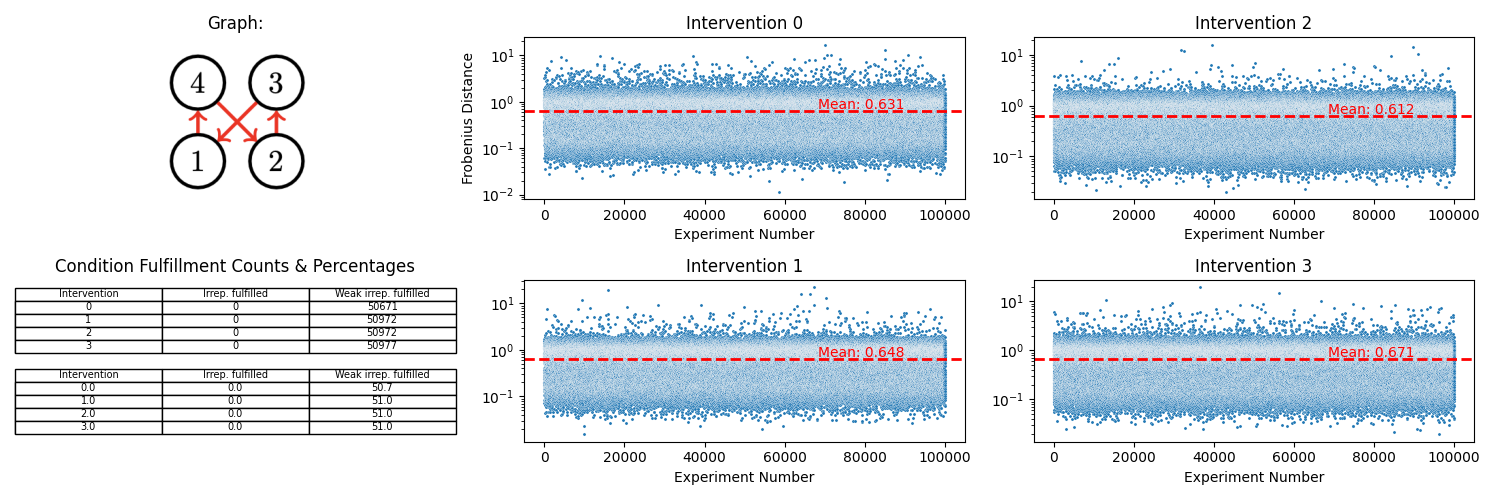 Graph:
4 3
1 2
Condition Fulfillment Counts & Percentages
Intervention Irrep. fulfilled Weak irrep. fulfilled
0 0 50671
1 0 50972
2 0 50972
3 0 50977
Intervention Irrep. fulfilled Weak irrep. fulfilled
0.0 0.0 50.7
1.0 0.0 51.0
2.0 0.0 51.0
3.0 0.0 51.0
Intervention 0
Frobenius Distance
10¹
10⁰
10⁻¹
10⁻²
Mean: 0.631
0 20000 40000 60000 80000 100000
Experiment Number
Intervention 2
10¹
10⁰
10⁻¹
Mean: 0.612
0 20000 40000 60000 80000 100000
Experiment Number
Intervention 1
10¹
10⁰
10⁻¹
Mean: 0.648
0 20000 40000 60000 80000 100000
Experiment Number
Intervention 3
10¹
10⁰
10⁻¹
Mean: 0.671
0 20000 40000 60000 80000 100000
Experiment Number